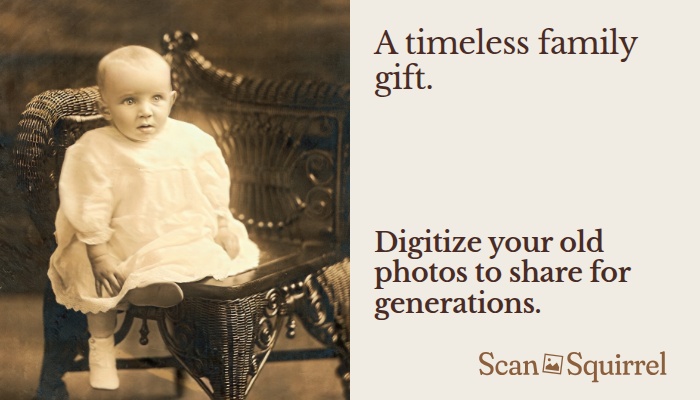 A timeless family
gift.
Digitize your old
photos to share for
generations.
Scan Squirrel